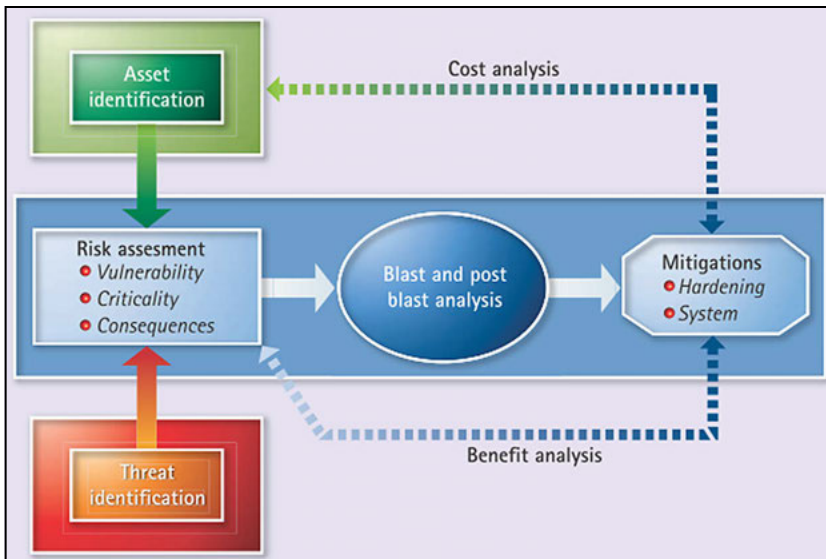 Asset
identification
Cost analysis
Risk assesment
Vulnerability
Criticality
Consequences
Blast and post
blast analysis
Mitigations
Hardening
System
Benefit analysis
Threat
identification